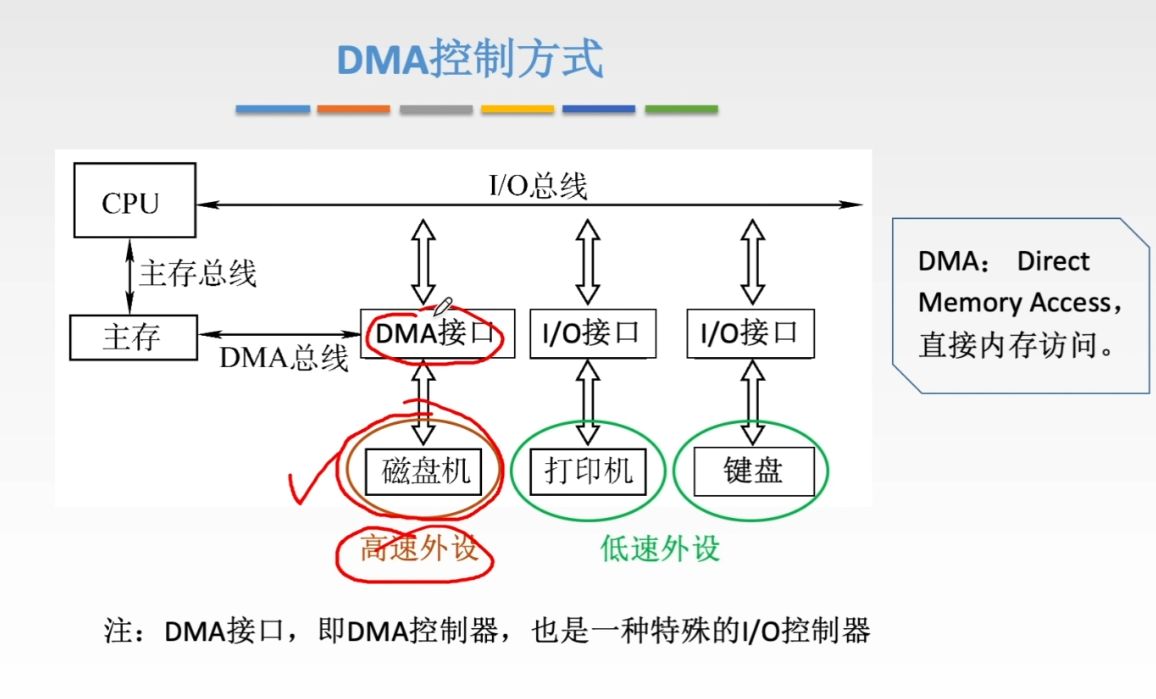 DMA控制方式
CPU
I/O总线
主存总线
主存
DMA总线
DMA接口
I/O接口
I/O接口
DMA： Direct
Memory Access，
直接内存访问。
磁盘机
打印机
键盘
高速外设
低速外设
注：DMA接口，即DMA控制器，也是一种特殊的I/O控制器